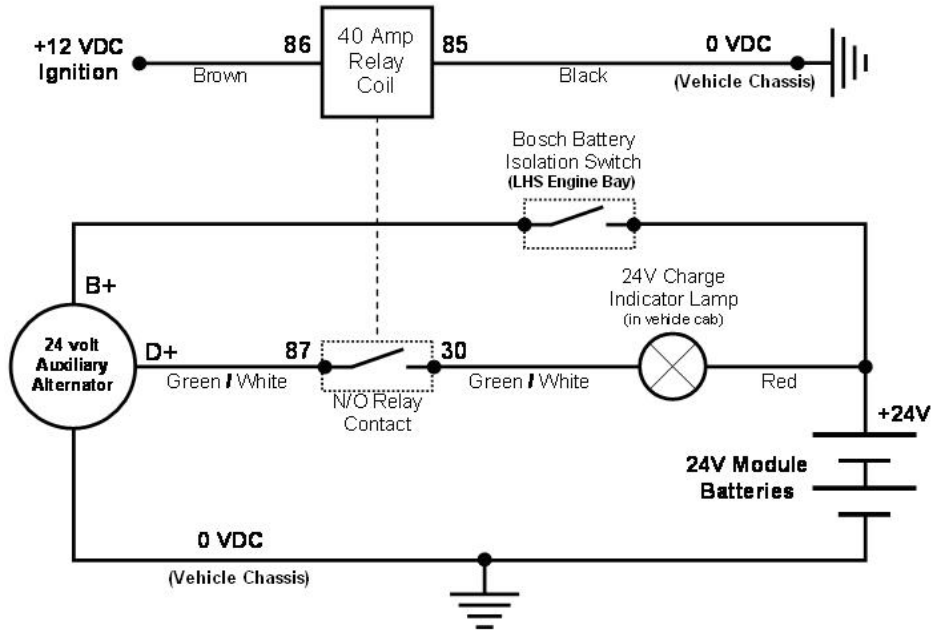 +12 VDC
Ignition
86
40 Amp
Relay
Coil
85
0 VDC
Brown
Black
(Vehicle Chassis)
Bosch Battery
Isolation Switch
(LHS Engine Bay)
B+
24V Charge
Indicator Lamp
(in vehicle cab)
24 volt
Auxiliary
Alternator
D+
87
30
Green / White
Green / White
Red
N/O Relay
Contact
+24V
24V Module
Batteries
0 VDC
(Vehicle Chassis)